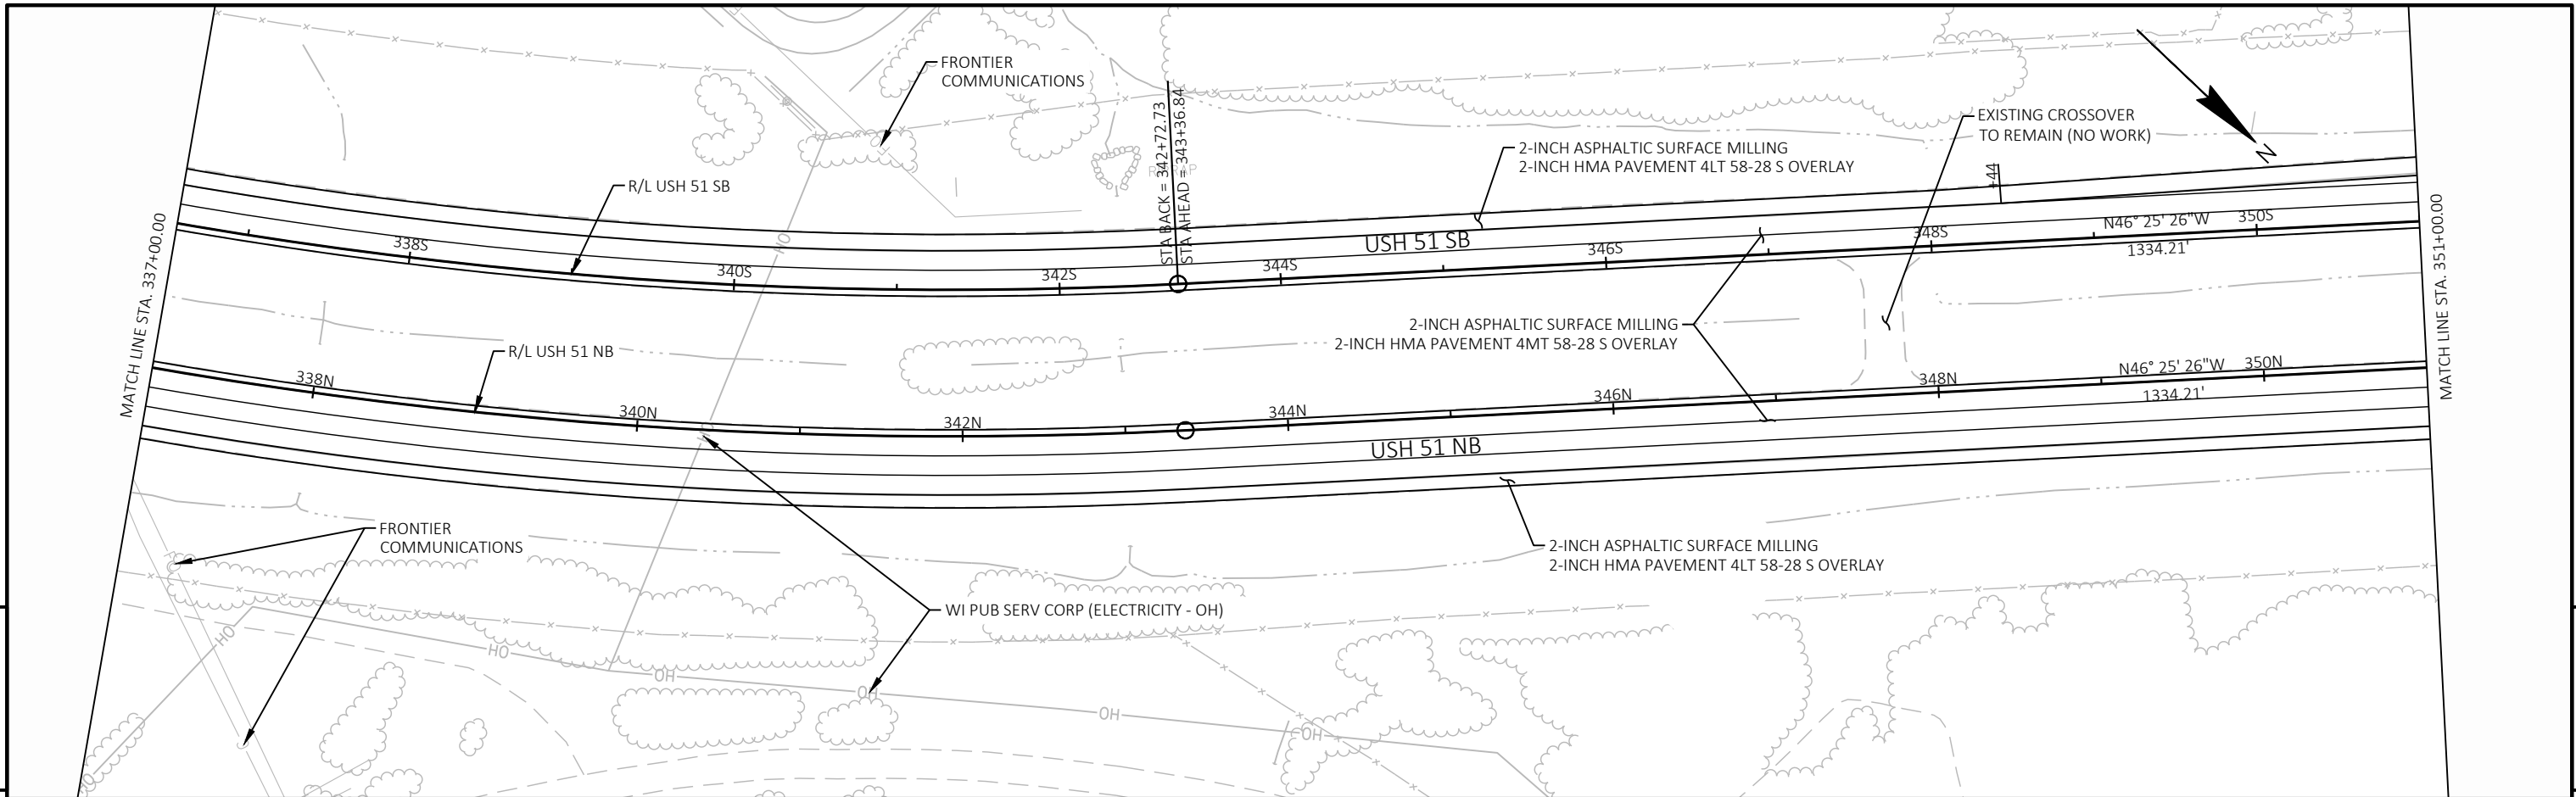 FRONTIER
COMMUNICATIONS
STA BACK = 342+72.73
STA AHEAD = 343+36.84
EXISTING CROSSOVER
TO REMAIN (NO WORK)
2-INCH ASPHALTIC SURFACE MILLING
2-INCH HMA PAVEMENT 4LT 58-28 S OVERLAY
N
+44
R/L USH 51 SB
MATCH LINE STA. 337+00.00
MATCH LINE STA. 351+00.00
338S
340S
342S
344S
USH 51 SB
346S
348S
N46° 25' 26"W
350S
1334.21'
OH
2-INCH ASPHALTIC SURFACE MILLING
2-INCH HMA PAVEMENT 4MT 58-28 S OVERLAY
R/L USH 51 NB
338N
340N
342N
344N
346N
348N
N46° 25' 26"W
350N
1334.21'
USH 51 NB
FRONTIER
COMMUNICATIONS
2-INCH ASPHALTIC SURFACE MILLING
2-INCH HMA PAVEMENT 4LT 58-28 S OVERLAY
WI PUB SERV CORP (ELECTRICITY - OH)
OH
OH
OH
OH
OH
OH